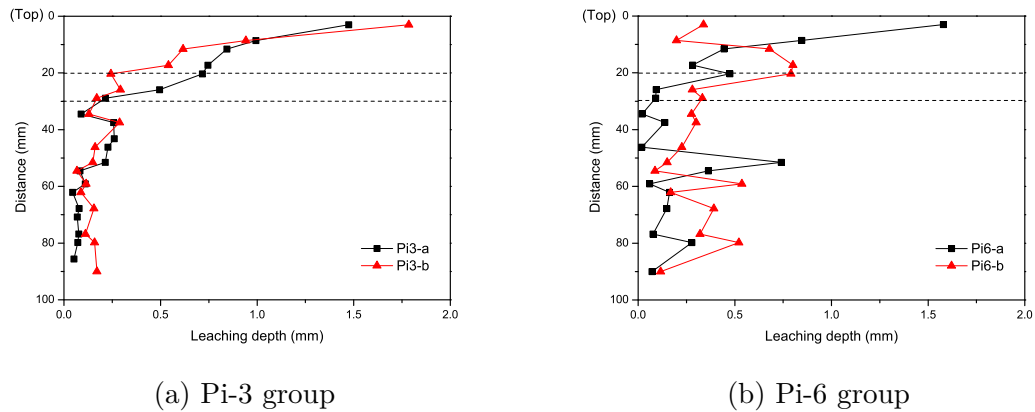 (Top) 0
20
40
60
80
100
Distance (mm)
0.0 0.5 1.0 1.5 2.0
Leaching depth (mm)
Pi3-a
Pi3-b
(a) Pi-3 group
(Top) 0
20
40
60
80
100
Distance (mm)
0.0 0.5 1.0 1.5 2.0
Leaching depth (mm)
Pi6-a
Pi6-b
(b) Pi-6 group